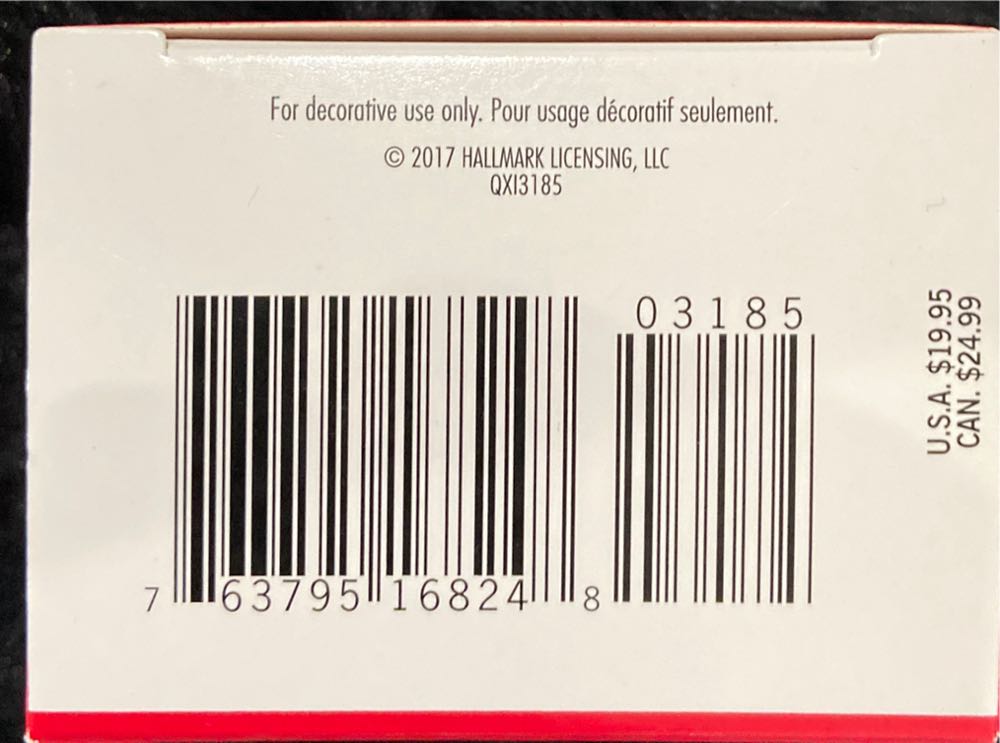 For decorative use only. Pour usage décoratif seulement.
© 2017 HALLMARK LICENSING, LLC
QXI3185
03185
7 63795 16824 8
U.S.A. $19.95
CAN. $24.99